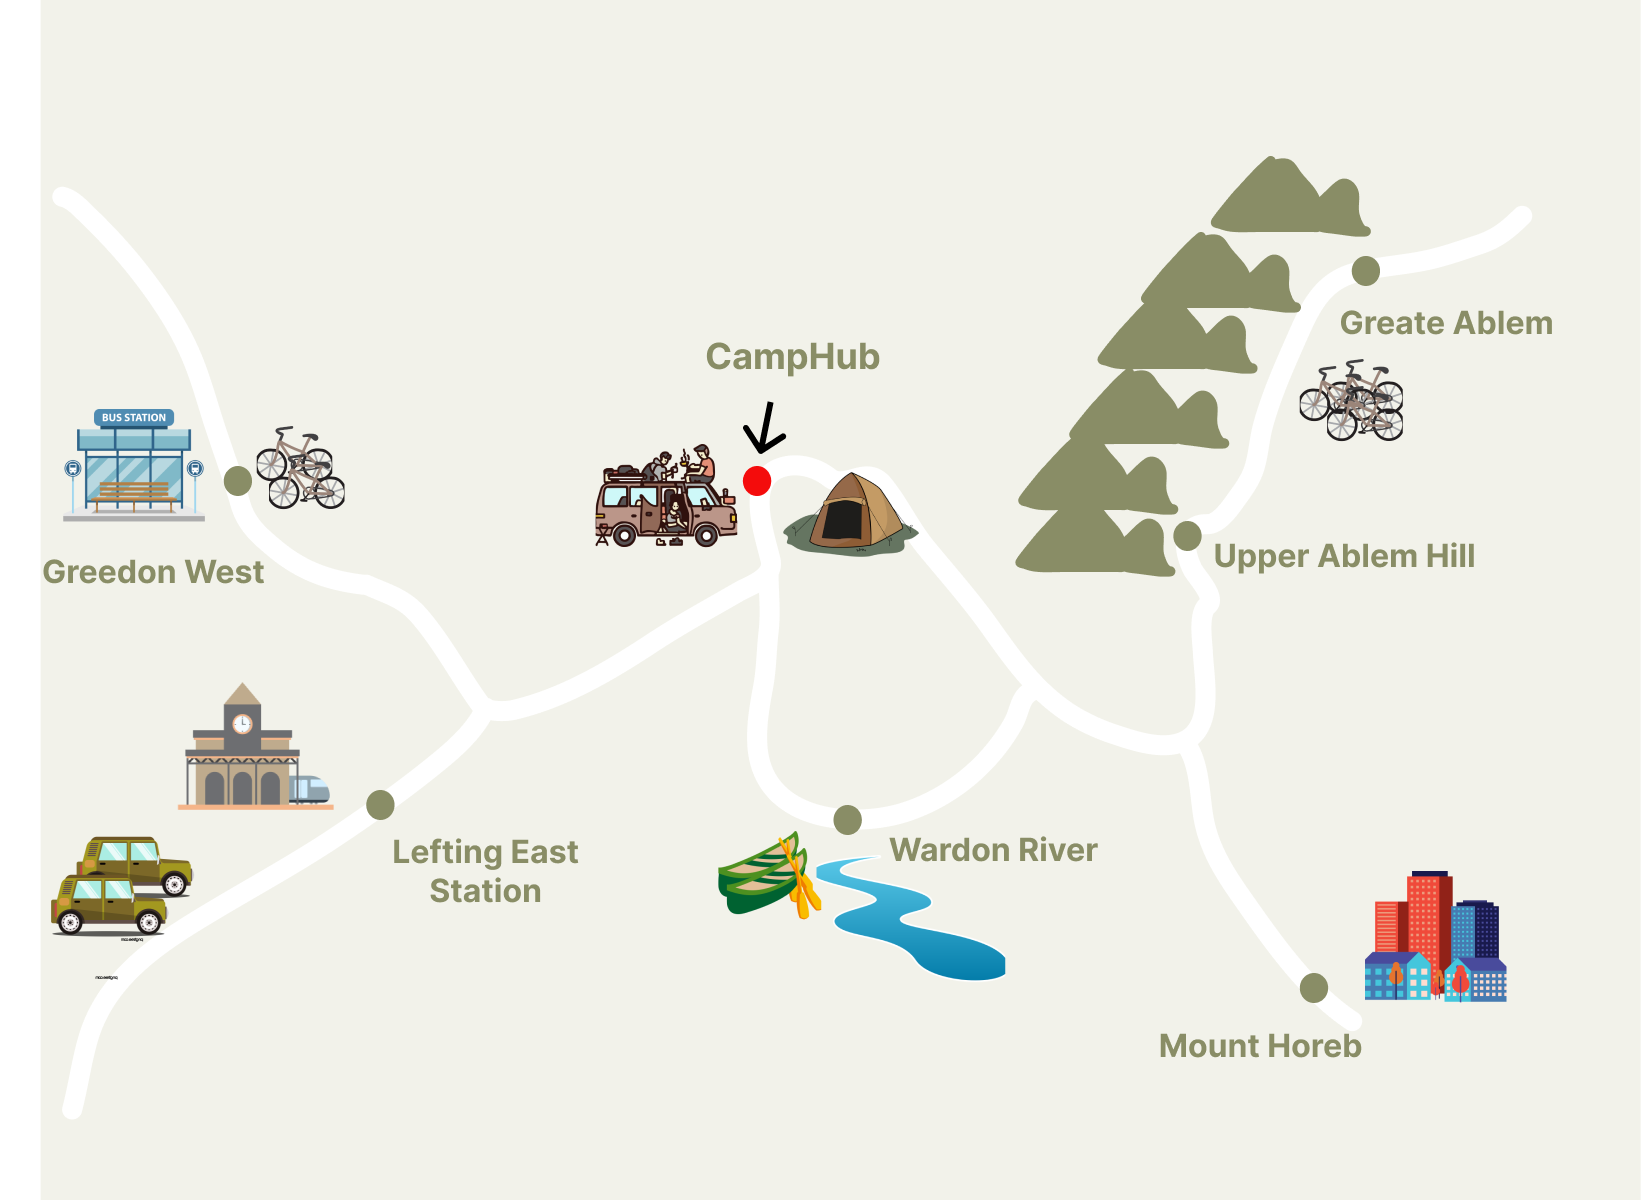 Greate Ablem
CampHub
BUS STATION
Upper Ablem Hill
Greedon West
Lefting East
Station
Wardon River
Mount Horeb